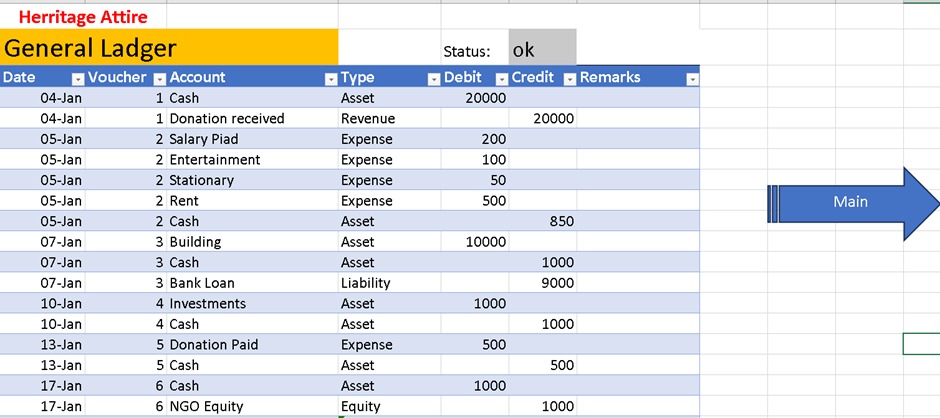 Herritage Attire
General Ladger Status: ok
Date Voucher Account Type Debit Credit Remarks
04-Jan 1 Cash Asset 20000
04-Jan 1 Donation received Revenue 20000
05-Jan 2 Salary Piad Expense 200
05-Jan 2 Entertainment Expense 100
05-Jan 2 Stationary Expense 50
05-Jan 2 Rent Expense 500
05-Jan 2 Cash Asset 850
07-Jan 3 Building Asset 10000
07-Jan 3 Cash Asset 1000
07-Jan 3 Bank Loan Liability 9000
10-Jan 4 Investments Asset 1000
10-Jan 4 Cash Asset 1000
13-Jan 5 Donation Paid Expense 500
13-Jan 5 Cash Asset 500
17-Jan 6 Cash Asset 1000
17-Jan 6 NGO Equity Equity 1000
Main